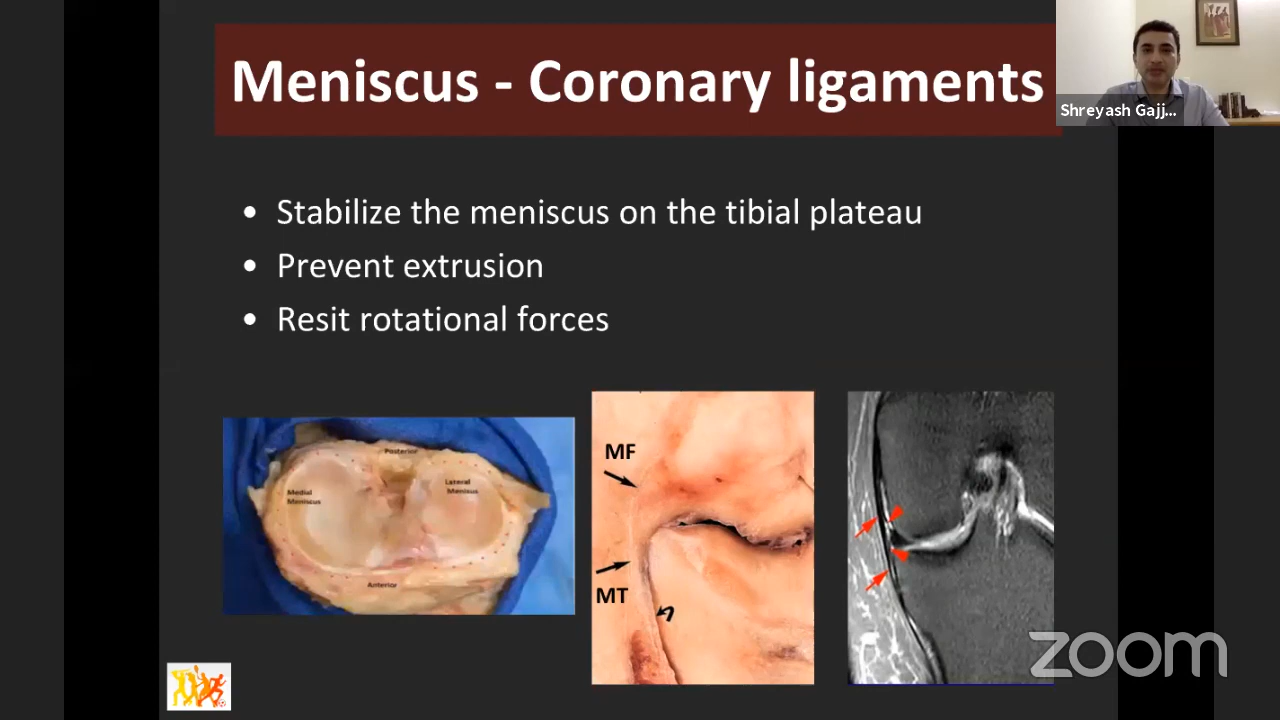 Meniscus - Coronary ligaments
Shreyash Gajj...
• Stabilize the meniscus on the tibial plateau
• Prevent extrusion
• Resit rotational forces
Posterior
Medial
Meniscus
Lateral
Meniscus
Anterior
MF
MT
zoom